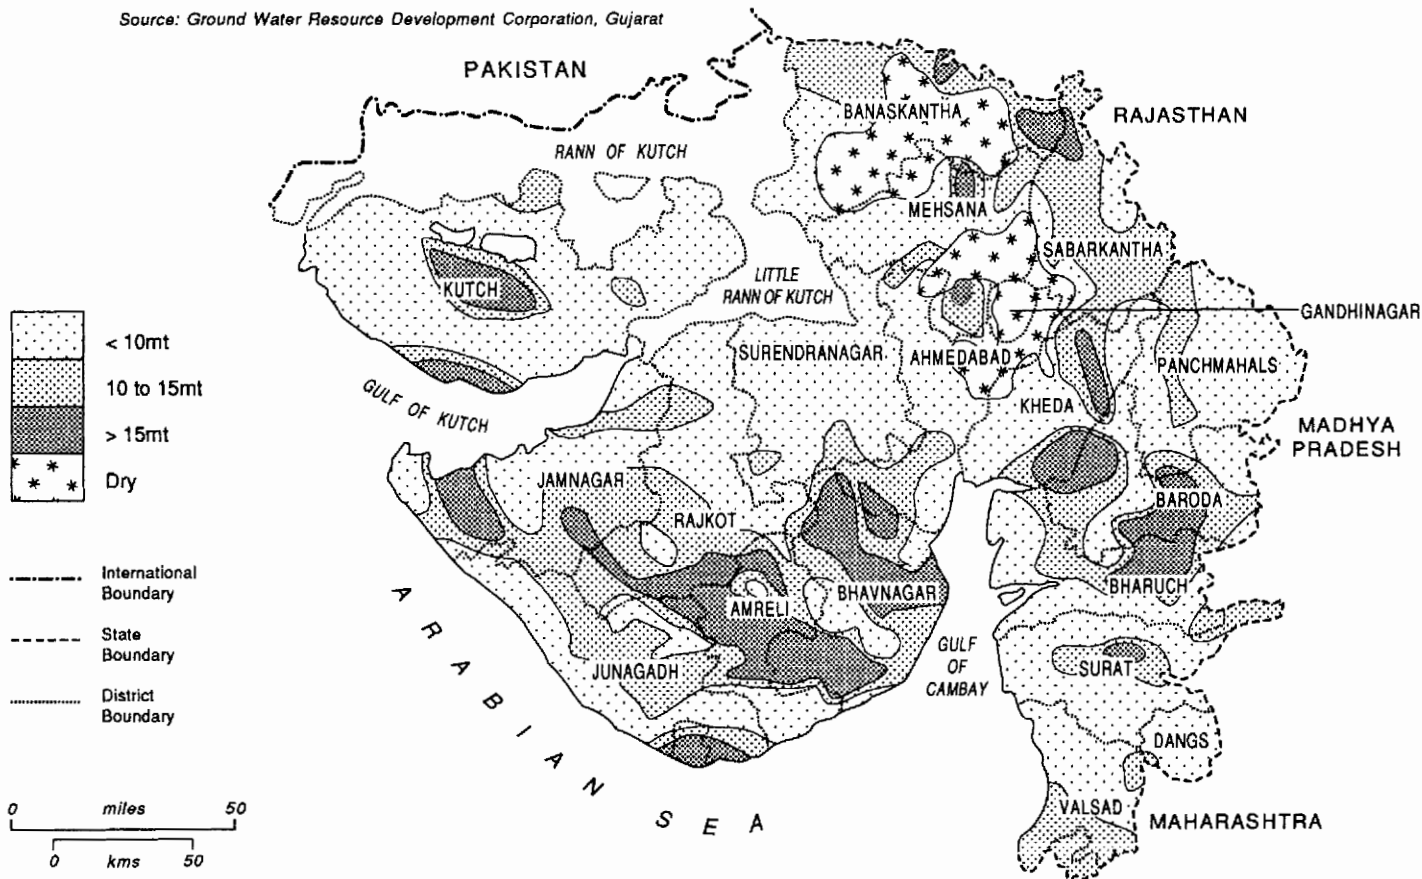 Source: Ground Water Resource Development Corporation, Gujarat
PAKISTAN
RAJASTHAN
BANASKANTHA
RANN OF KUTCH
MEHSANA
SABARKANTHA
KUTCH
LITTLE
RANN OF KUTCH
GANDHINAGAR
SURENDRANAGAR
AHMEDABAD
PANCHMAHALS
GULF OF KUTCH
KHEDA
MADHYA
PRADESH
JAMNAGAR
RAJKOT
BARODA
AMRELI
BHAVNAGAR
BHARUCH
JUNAGADH
GULF
OF
CAMBAY
SURAT
DANGS
VALSAD
MAHARASHTRA
ARABIAN SEA
< 10mt
10 to 15mt
> 15mt
Dry
International
Boundary
State
Boundary
District
Boundary
0 miles 50
0 kms 50